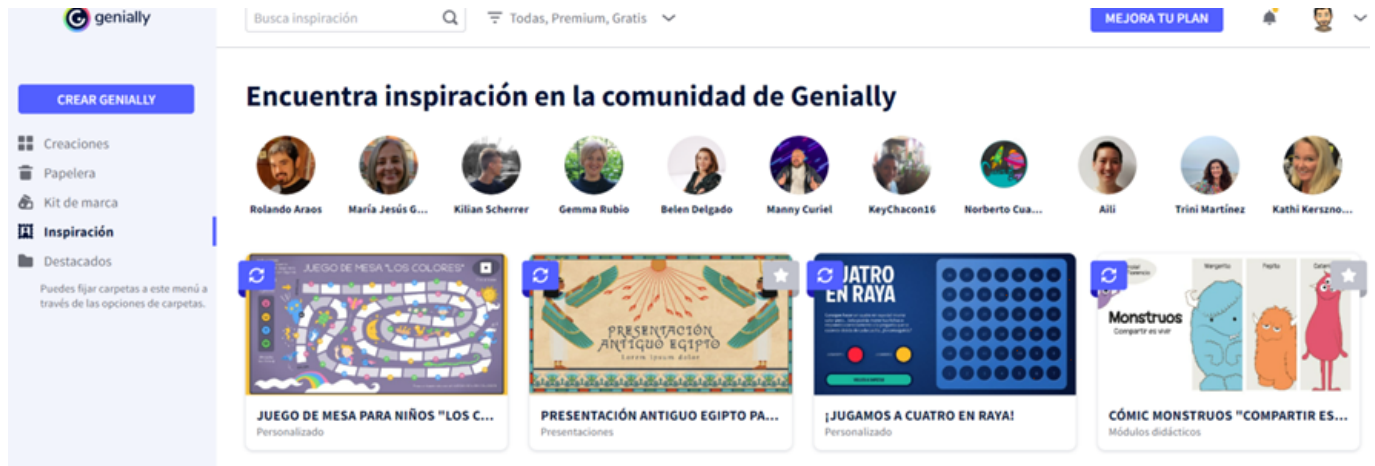 genially
Busca inspiración
Todas, Premium, Gratis
MEJORA TU PLAN
CREAR GENIALLY
Creaciones
Papelera
Kit de marca
Inspiración
Destacados
Puedes fijar carpetas a este menú a
través de las opciones de carpetas.
Encuentra inspiración en la comunidad de Genially
Rolando Araos
María Jesús G...
Kilian Scherrer
Gemma Rubio
Belen Delgado
Manny Curiel
KeyChacon16
Norberto Cua...
Aili
Trini Martínez
Kathi Kerszno...
JUEGO DE MESA "LOS COLORES"
PRESENTACIÓN
ANTIGUO EGIPTO
Lorem ipsum dolor
EN RAYA
Monstruos
Compartir es vivir
Margarita
Pepita
JUEGO DE MESA PARA NIÑOS "LOS C...
Personalizado
PRESENTACIÓN ANTIGUO EGIPTO PA...
Presentaciones
¡JUGAMOS A CUATRO EN RAYA!
Personalizado
CÓMIC MONSTRUOS "COMPARTIR ES...
Módulos didácticos